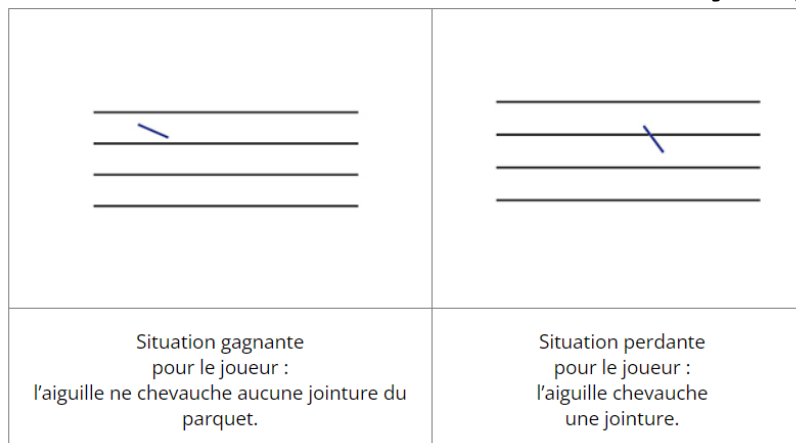 Situation gagnante
pour le joueur :
l’aiguille ne chevauche aucune jointure du
parquet.
Situation perdante
pour le joueur :
l’aiguille chevauche
une jointure.